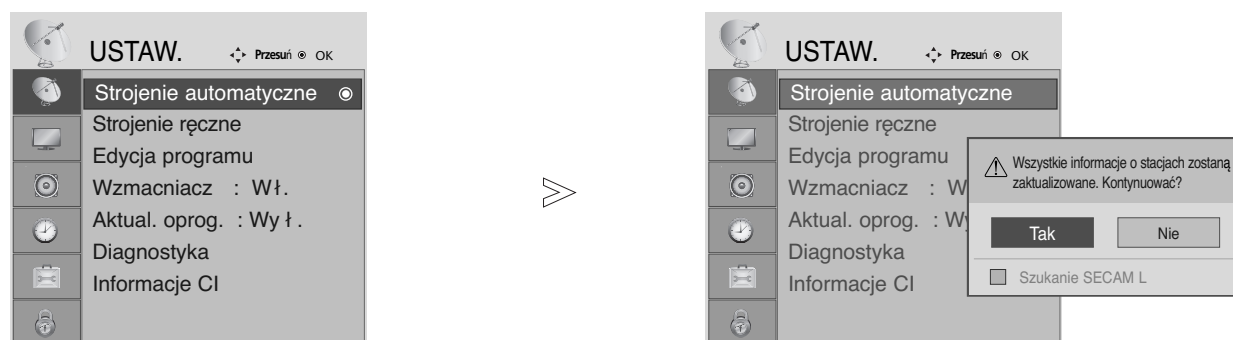 USTAW. Przesuń OK
Strojenie automatyczne
Strojenie ręczne
Edycja programu
Wzmacniacz : Wł.
Aktual. oprog. : Wy ł .
Diagnostyka
Informacje CI
USTAW. Przesuń OK
Strojenie automatyczne
Strojenie ręczne
Edycja programu
Wzmacniacz : W
Aktual. oprog. : Wy
Diagnostyka
Informacje CI
Wszystkie informacje o stacjach zostaną
zaktualizowane. Kontynuować?
Tak Nie
Szukanie SECAM L